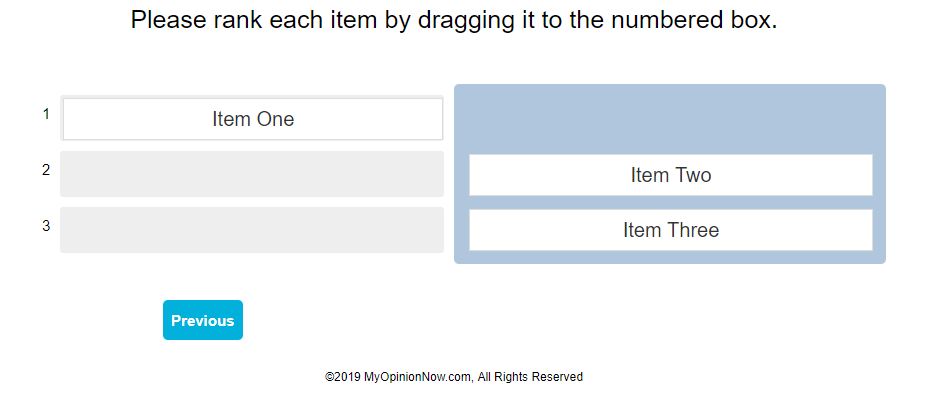 Please rank each item by dragging it to the numbered box.
1 Item One
2
3
Item Two
Item Three
Previous
©2019 MyOpinionNow.com, All Rights Reserved